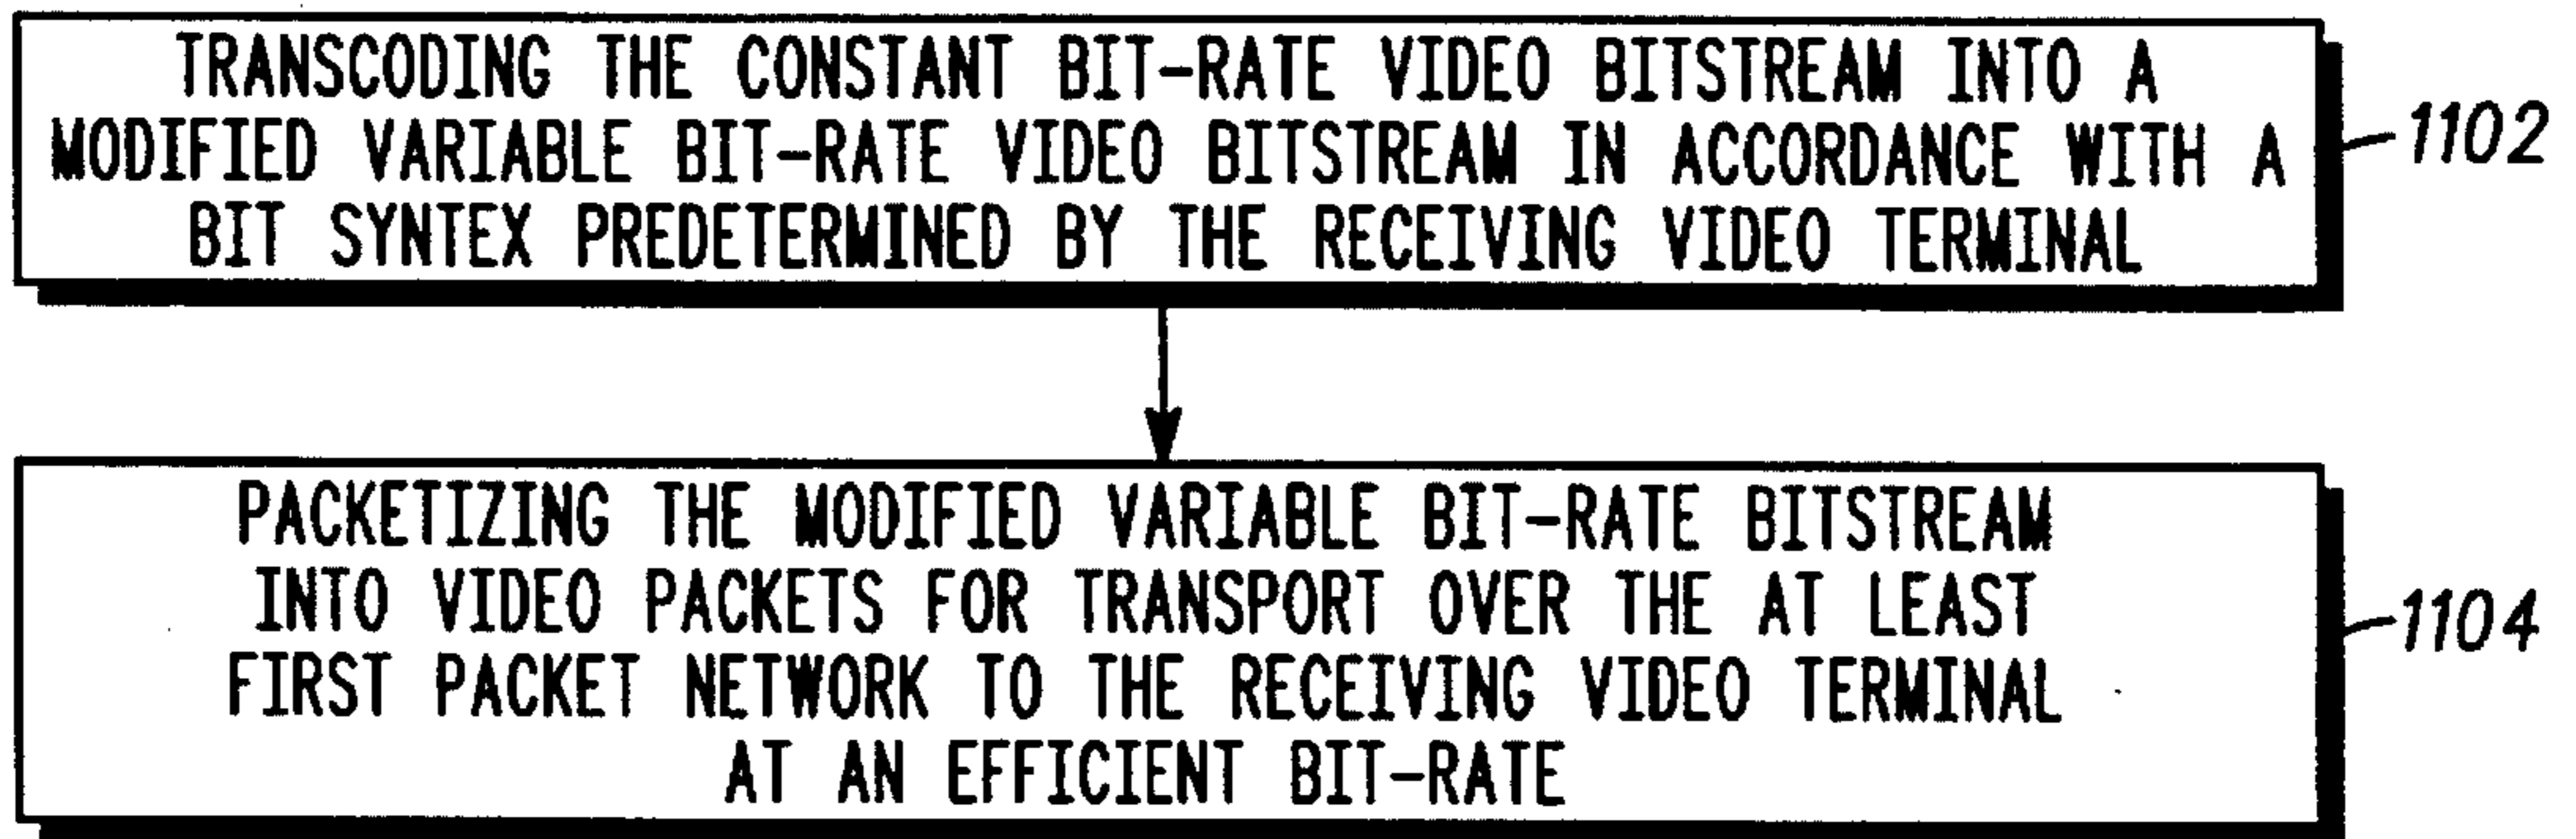 TRANSCODING THE CONSTANT BIT-RATE VIDEO BITSTREAM INTO A
MODIFIED VARIABLE BIT-RATE VIDEO BITSTREAM IN ACCORDANCE WITH A
BIT SYNTEX PREDETERMINED BY THE RECEIVING VIDEO TERMINAL
1102
PACKETIZING THE MODIFIED VARIABLE BIT-RATE BITSTREAM
INTO VIDEO PACKETS FOR TRANSPORT OVER THE AT LEAST
FIRST PACKET NETWORK TO THE RECEIVING VIDEO TERMINAL
AT AN EFFICIENT BIT-RATE
1104